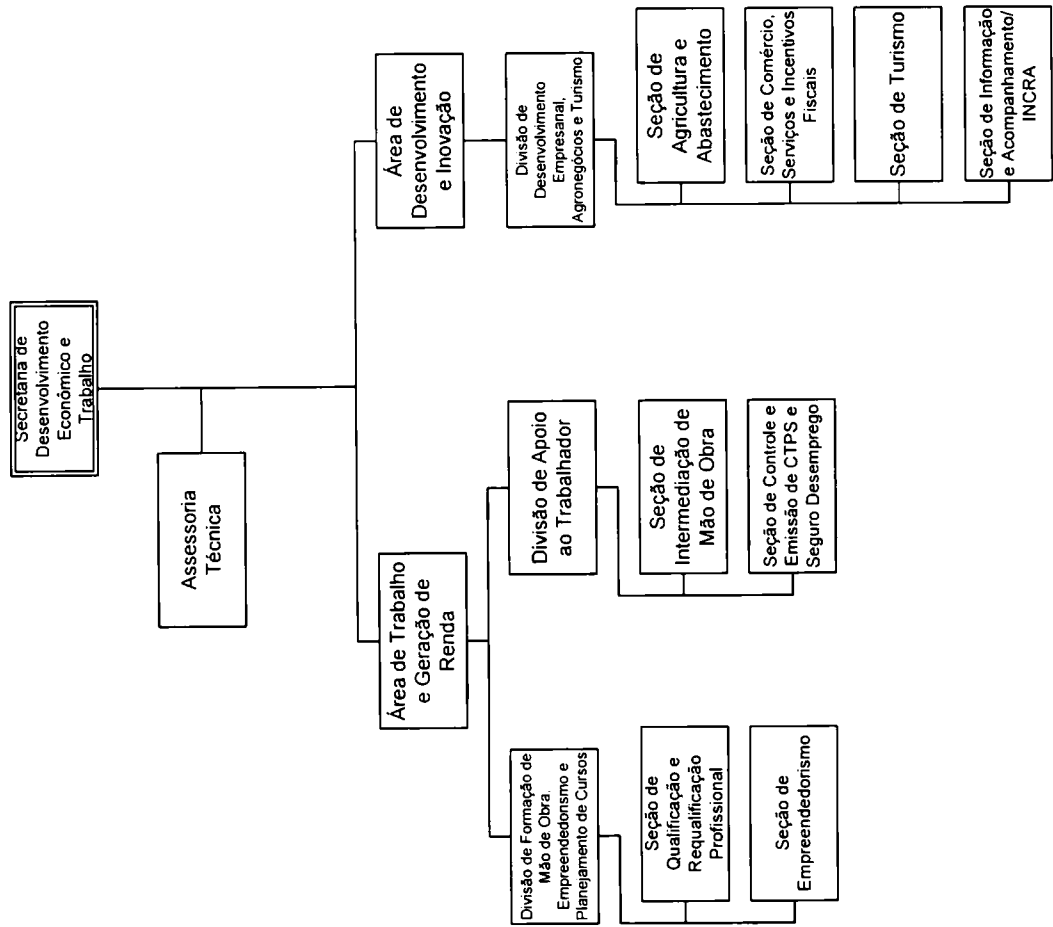 Secretana de
Desenvolvimento
Econômico e
Trabalho
Assessoria
Técnica
Área de Trabalho
e Geração de
Renda
Área de
Desenvolvimento
e Inovação
Divisão de Formação de
Mão de Obra.
Empreendedonsmo e
Planejamento de Cursos
Divisão de Apoio
ao Trabalhador
Divisão de
Desenvolvimento
Empresanal,
Agronegócios e Turismo
Seção de
Qualificação e
Requalificação
Profissional
Seção de
Empreendedorismo
Seção de
Intermediação de
Mão de Obra
Seção de Controle e
Emissão de CTPS e
Seguro Desemprego
Seção de
Agricultura e
Abastecimento
Seção de Comércio,
Serviços e Incentivos
Fiscais
Seção de Turismo
Seção de Informação
e Acompanhamento/
INCRA